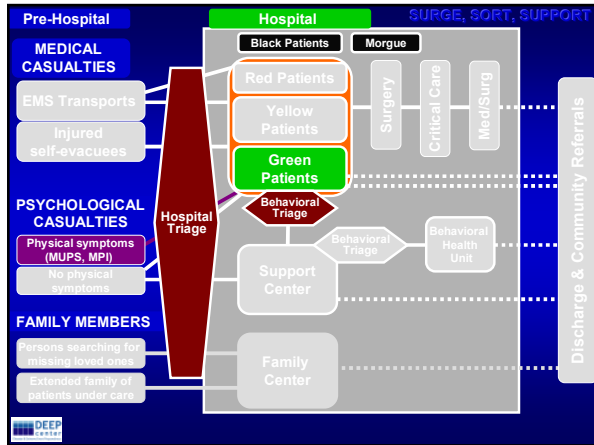 Pre-Hospital
Hospital
SURGE, SORT, SUPPORT
MEDICAL
CASUALTIES
Black Patients
Morgue
Red Patients
EMS Transports
Yellow
Patients
Surgery
Critical Care
Med/Surg
Injured
self-evacuees
Green
Patients
PSYCHOLOGICAL
CASUALTIES
Hospital
Triage
Behavioral
Triage
Physical symptoms
(MUPS, MPI)
Behavioral
Triage
Behavioral
Health
Unit
No physical
symptoms
Support
Center
Discharge & Community Referrals
FAMILY MEMBERS
Persons searching for
missing loved ones
Family
Center
Extended family of
patients under care
DEEP
center